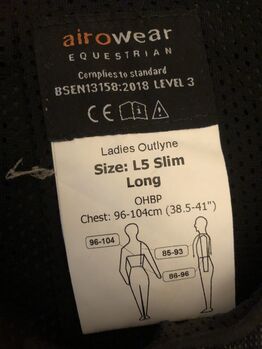 airowear
EQUESTRIAN
Complies to standard
BSEN13158:2018 LEVEL 3
CE
Ladies Outlyne
Size: L5 Slim
Long
OHBP
Chest: 96-104cm (38.5-41")
96-104
85-93
86-96